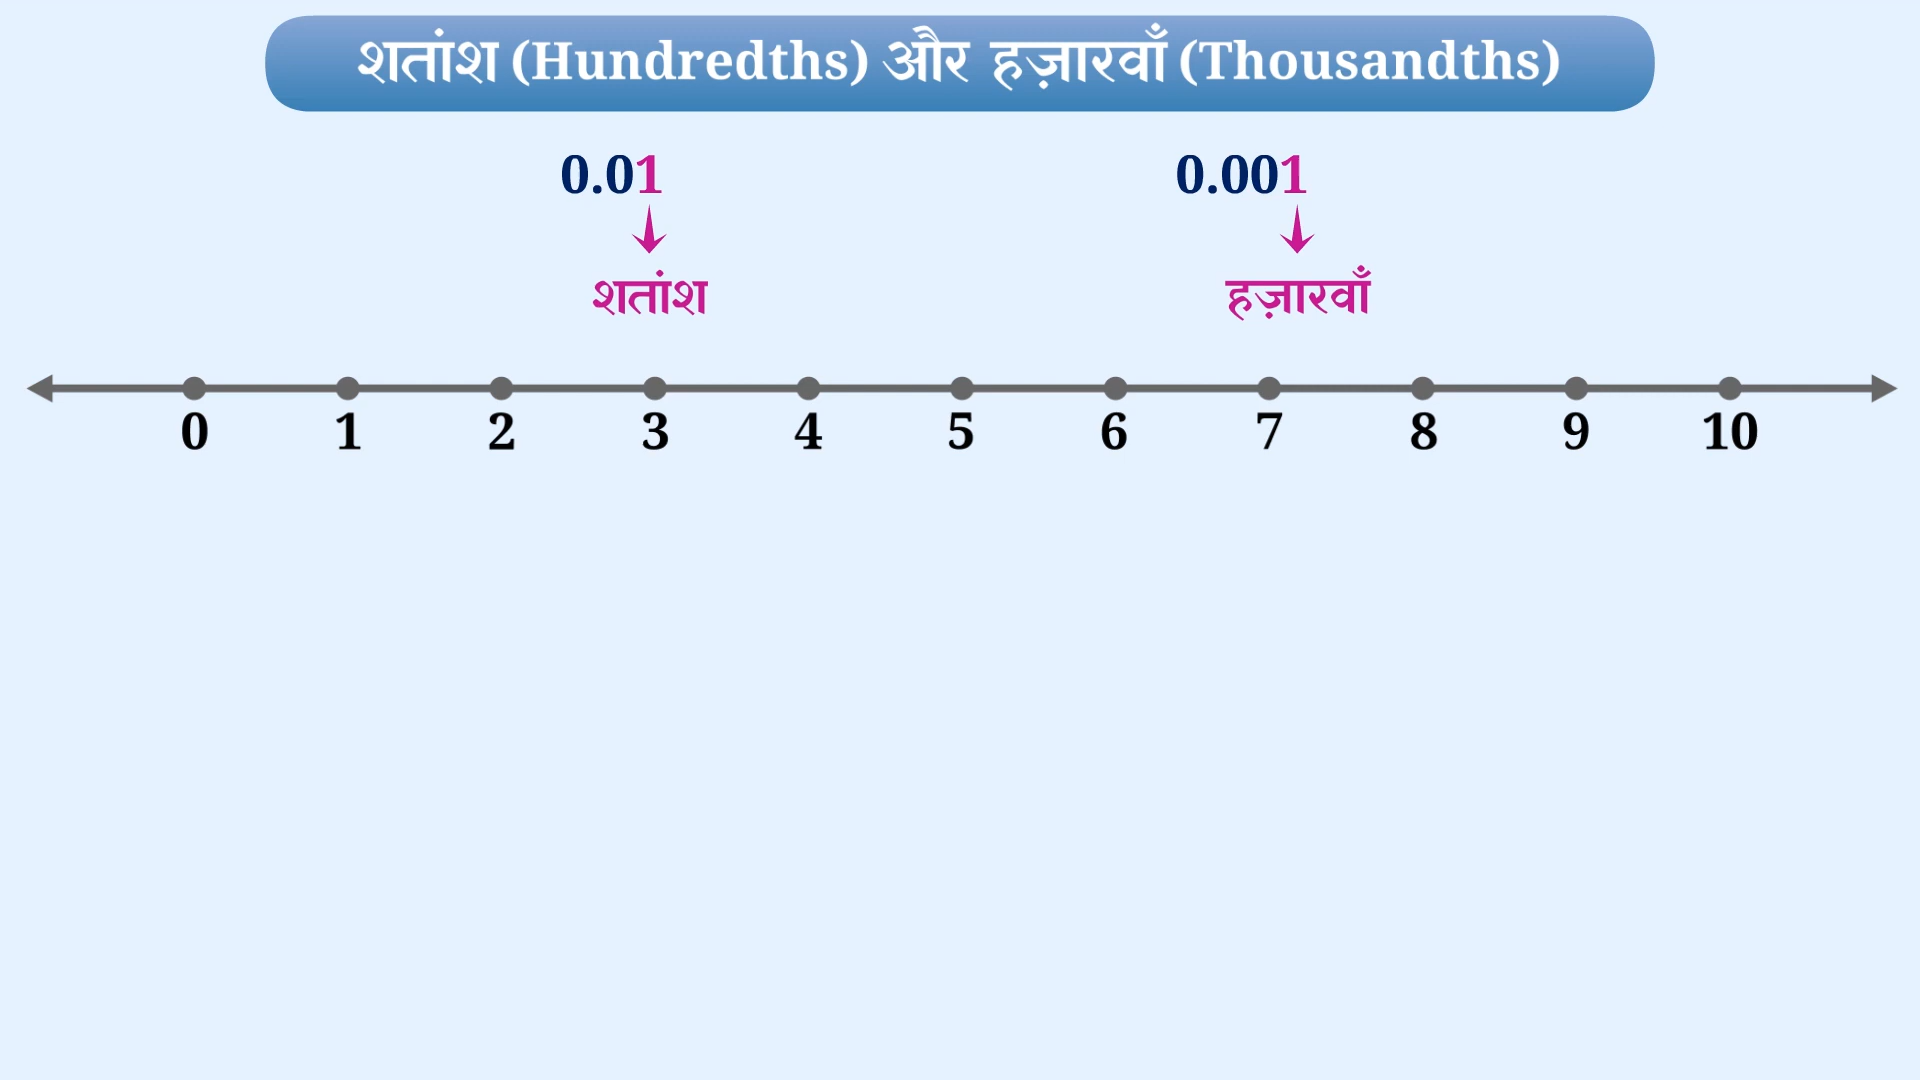 शतांश (Hundredths) और हज़ारवाँ (Thousandths)
0.01 0.001
शतांश हज़ारवाँ
0 1 2 3 4 5 6 7 8 9 10